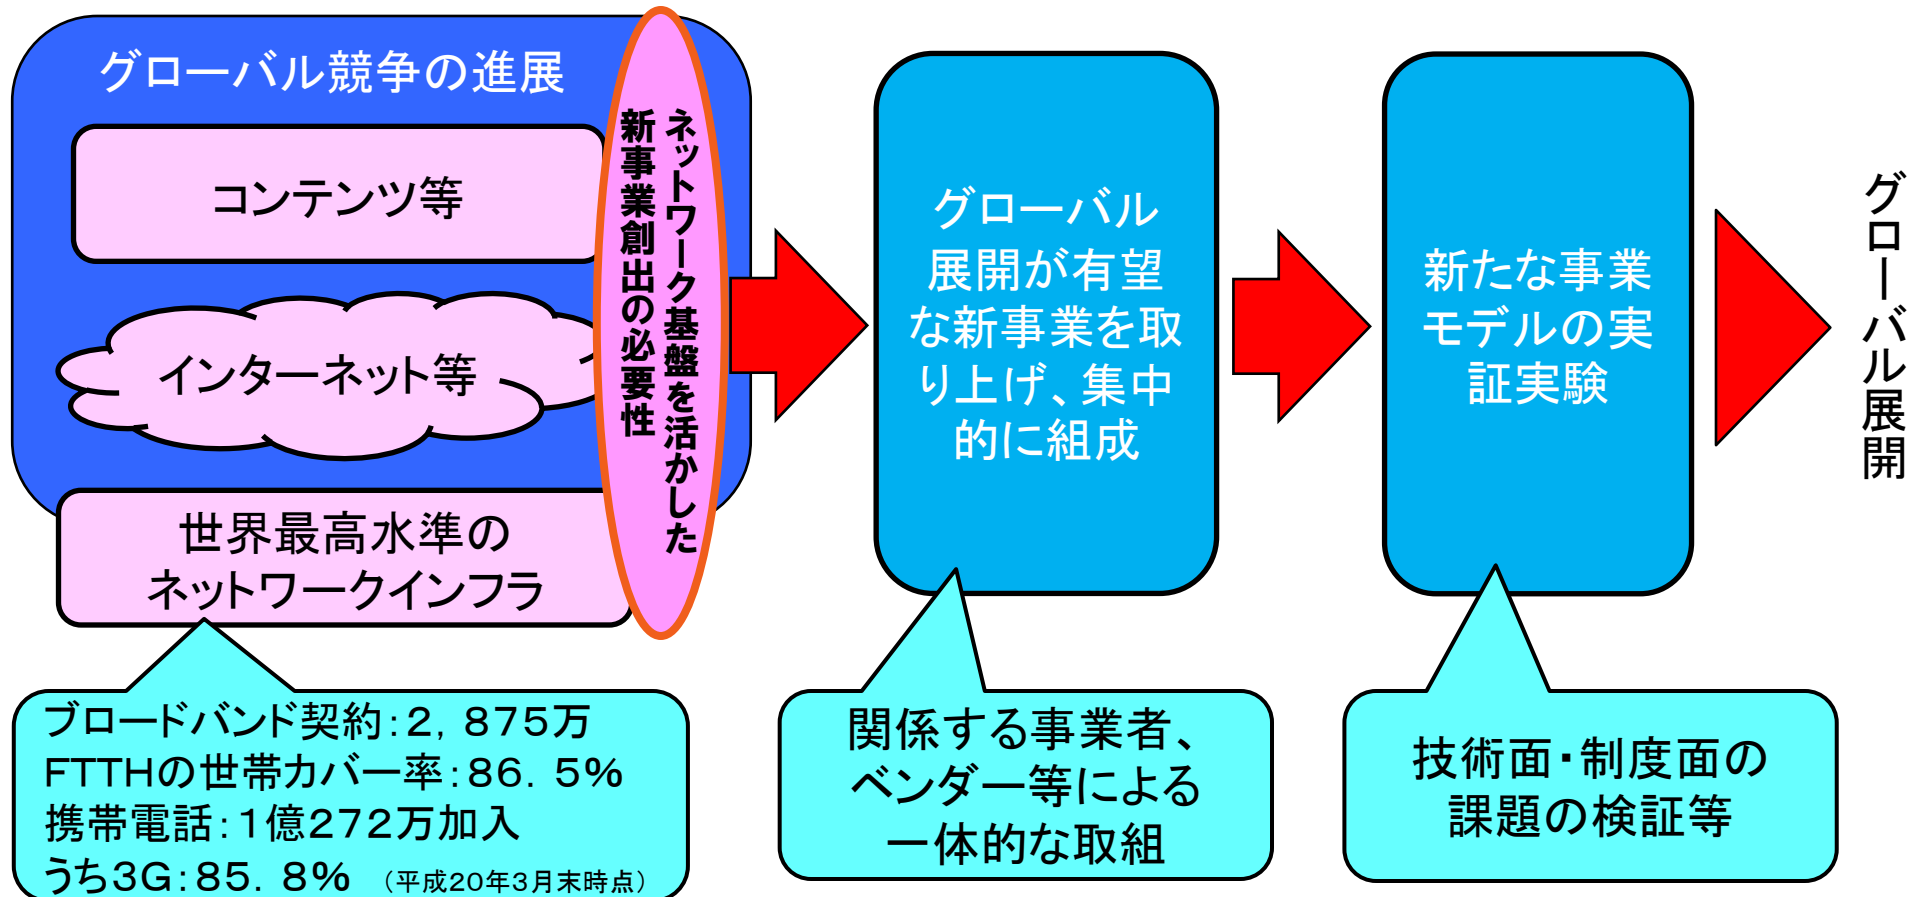 グローバル競争の進展
コンテンツ等
インターネット等
世界最高水準の
ネットワークインフラ
ネットワーク基盤を活かした
新事業創出の必要性
グローバル
展開が有望
な新事業を取
り上げ、集中
的に組成
新たな事業
モデルの実
証実験
グローバル展開
ブロードバンド契約:2,875万
FTTHの世帯カバー率:86.5%
携帯電話:1億272万加入
うち3G:85.8% (平成20年3月末時点)
関係する事業者、
ベンダー等による
一体的な取組
技術面・制度面の
課題の検証等